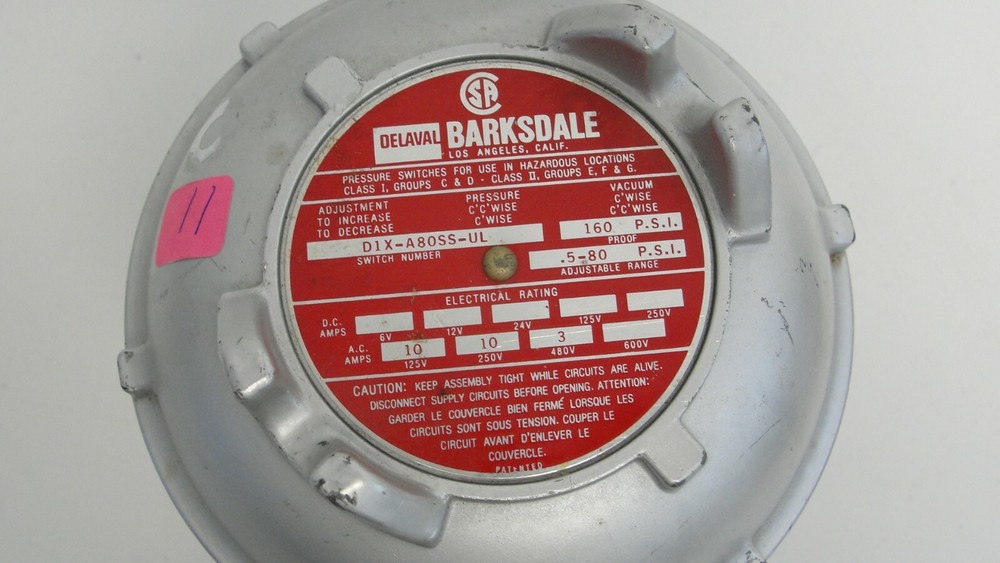 CSA
DELAVAL BARKSDALE
LOS ANGELES, CALIF.
PRESSURE SWITCHES FOR USE IN HAZARDOUS LOCATIONS
CLASS I, GROUPS C & D - CLASS II, GROUPS E, F & G.
ADJUSTMENT PRESSURE VACUUM
TO INCREASE C'C'WISE C'WISE
TO DECREASE C'WISE C'C'WISE
D1X-A80SS-UL 160 P.S.I.
SWITCH NUMBER PROOF
.5-80 P.S.I.
ADJUSTABLE RANGE
ELECTRICAL RATING
D.C. AMPS
6V 12V 24V 125V 250V
A.C. AMPS 10 10 3
125V 250V 480V 600V
CAUTION: KEEP ASSEMBLY TIGHT WHILE CIRCUITS ARE ALIVE.
DISCONNECT SUPPLY CIRCUITS BEFORE OPENING. ATTENTION:
GARDER LE COUVERCLE BIEN FERMÉ LORSQUE LES
CIRCUITS SONT SOUS TENSION. COUPER LE
CIRCUIT AVANT D'ENLEVER LE
COUVERCLE.
PATENTED
11